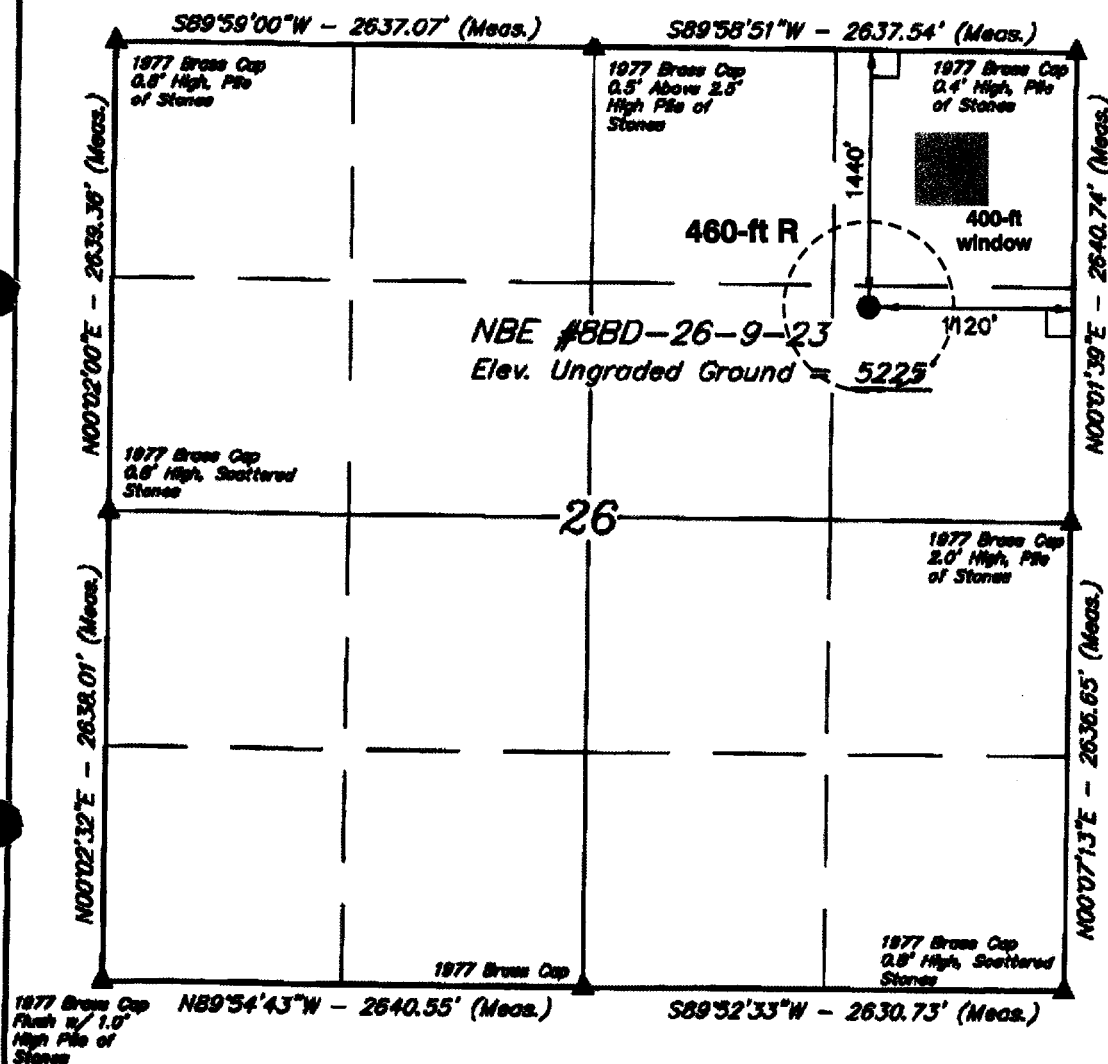 S89°59'00"W - 2637.07' (Meas.)
S89°58'51"W - 2637.54' (Meas.)
1977 Brass Cap
0.8' High, Pile
of Stones
1977 Brass Cap
0.5' Above 2.5'
High Pile of
Stones
1977 Brass Cap
0.4' High, Pile
of Stones
N00°02'00"E - 2639.36' (Meas.)
1440'
N00°01'39"E - 2640.74' (Meas.)
460-ft R
400-ft
window
NBE #8BD-26-9-23
1120'
Elev. Ungraded Ground = 5225'
1977 Brass Cap
0.6' High, Scattered
Stones
26
1977 Brass Cap
2.0' High, Pile
of Stones
N00°02'32"E - 2638.01' (Meas.)
N00°07'13"E - 2636.65' (Meas.)
1977 Brass Cap
0.8' High, Scattered
Stones
1977 Brass Cap
1977 Brass Cap
Flush w/ 1.0'
High Pile of
Stones
N89°54'43"W - 2640.55' (Meas.)
S89°52'33"W - 2630.73' (Meas.)